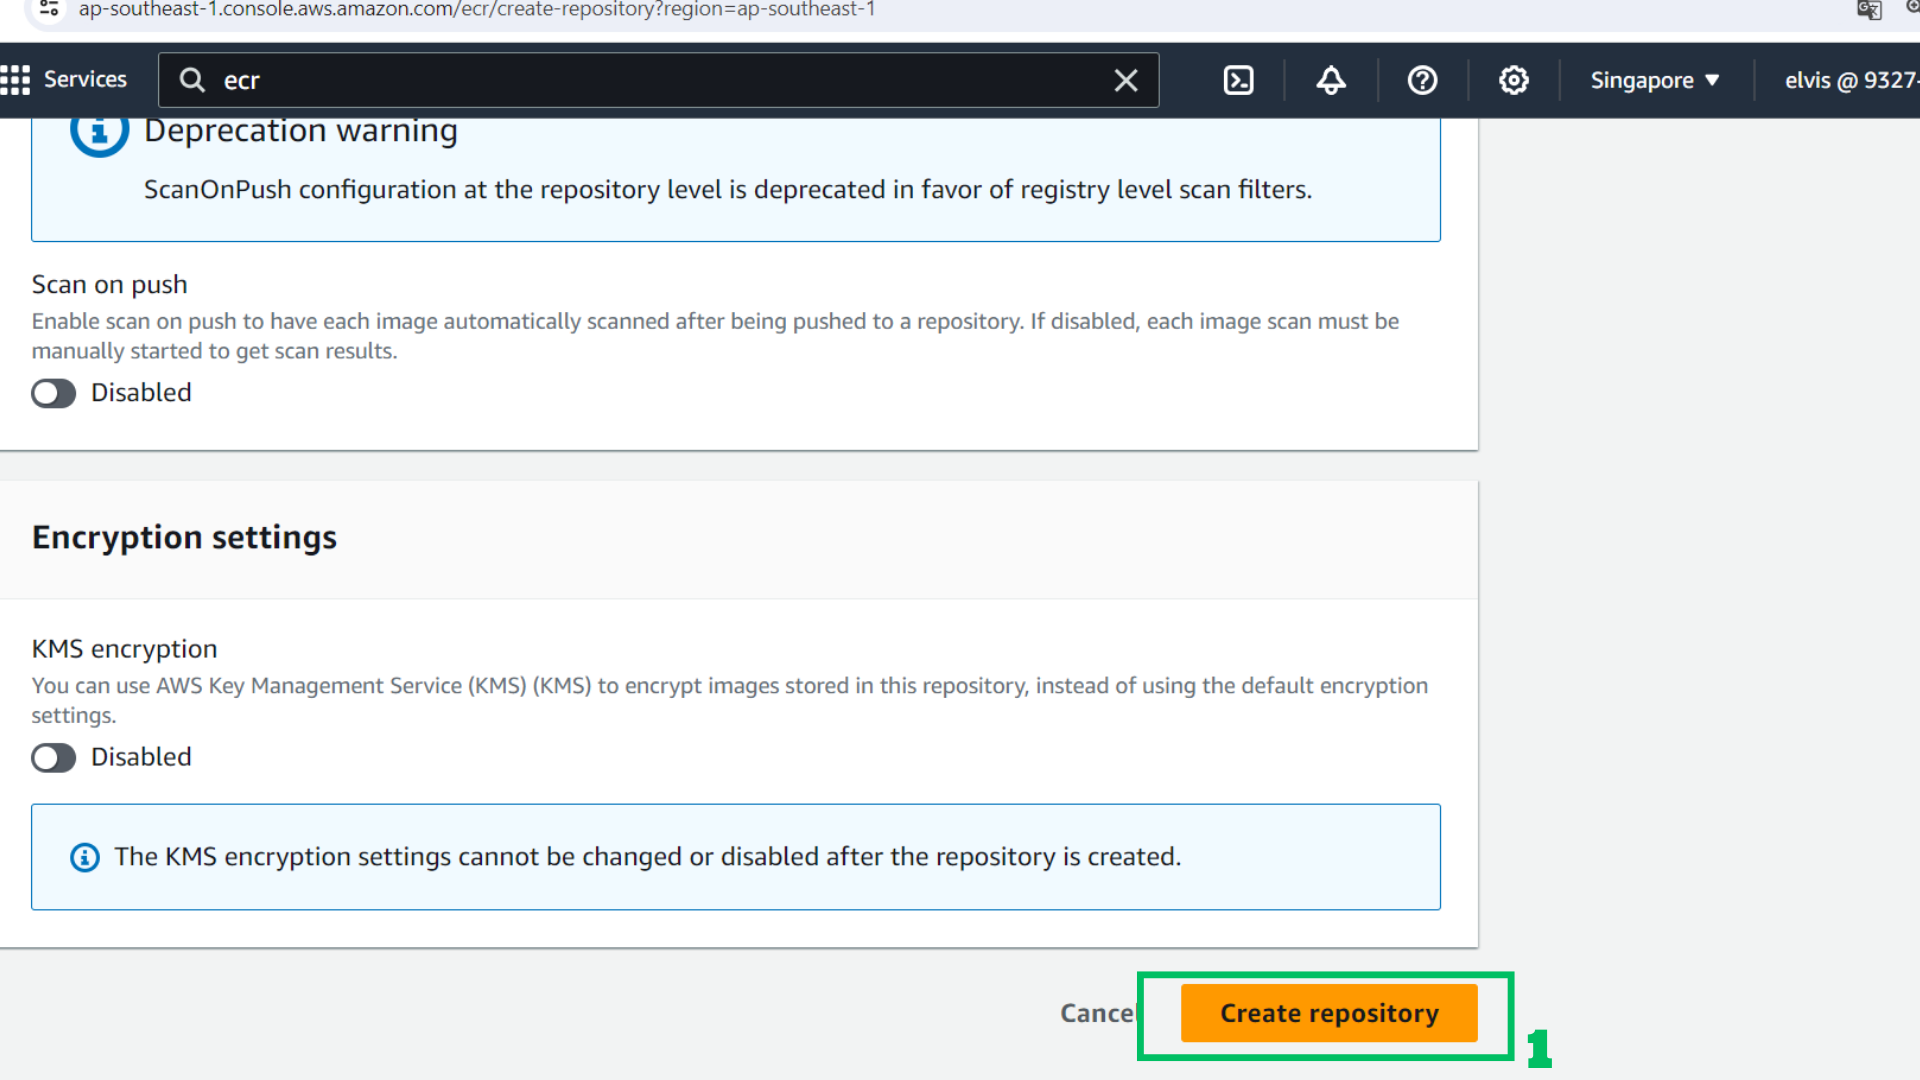 ap-southeast-1.console.aws.amazon.com/ecr/create-repository?region=ap-southeast-1
Services
ecr
Singapore
elvis @ 9327-
Deprecation warning
ScanOnPush configuration at the repository level is deprecated in favor of registry level scan filters.
Scan on push
Enable scan on push to have each image automatically scanned after being pushed to a repository. If disabled, each image scan must be
manually started to get scan results.
Disabled
Encryption settings
KMS encryption
You can use AWS Key Management Service (KMS) (KMS) to encrypt images stored in this repository, instead of using the default encryption
settings.
Disabled
The KMS encryption settings cannot be changed or disabled after the repository is created.
Cancel
Create repository
1